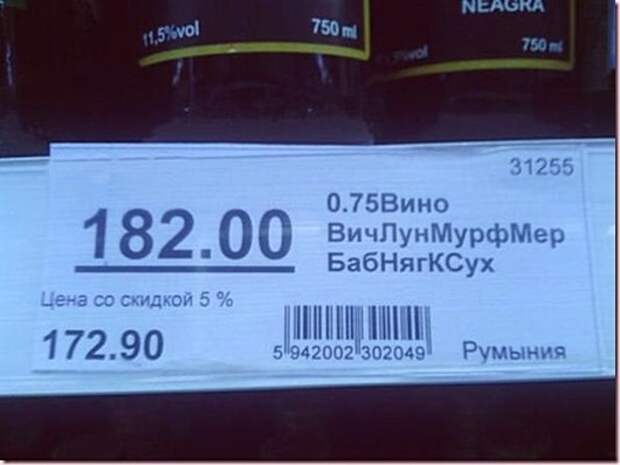 NEAGRA
11,5%vol
750 ml
750 ml
31255
182.00
0.75Вино
ВичЛунМурфМер
БабНягКСух
Цена со скидкой 5 %
172.90
5 942002 302049
Румыния